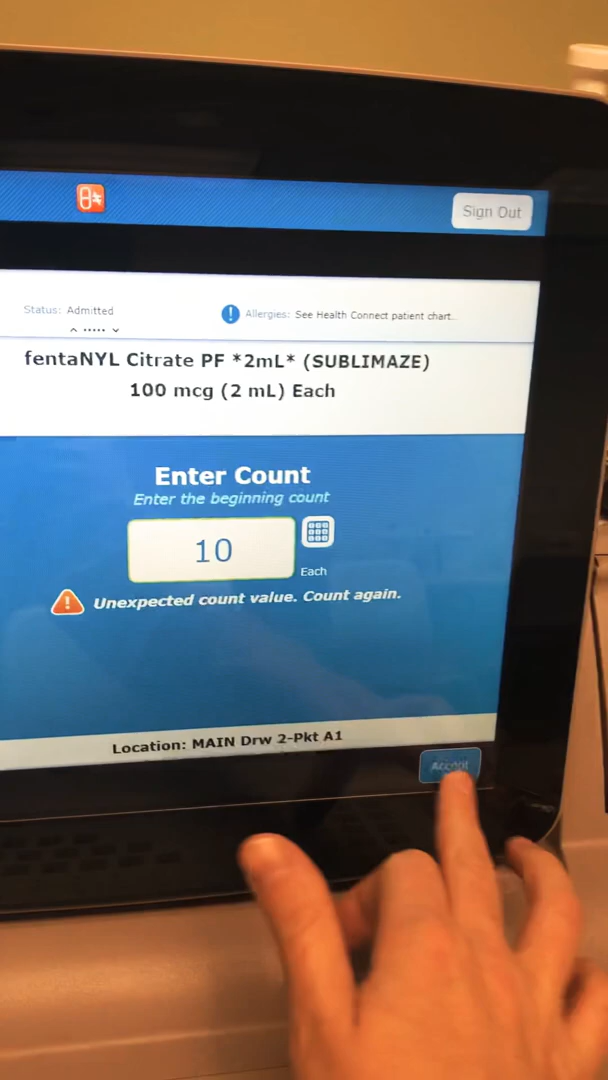 Sign Out
Status: Admitted
Allergies: See Health Connect patient chart...
fentaNYL Citrate PF *2mL* (SUBLIMAZE)
100 mcg (2 mL) Each
Enter Count
Enter the beginning count
10
Each
Unexpected count value. Count again.
Location: MAIN Drw 2-Pkt A1
Accept